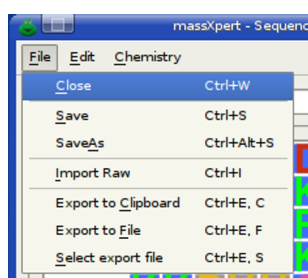 massXpert - Sequenc
File Edit Chemistry
Close Ctrl+W
Save Ctrl+S
SaveAs Ctrl+Alt+S
Import Raw Ctrl+I
Export to Clipboard Ctrl+E, C
Export to File Ctrl+E, F
Select export file Ctrl+E, S